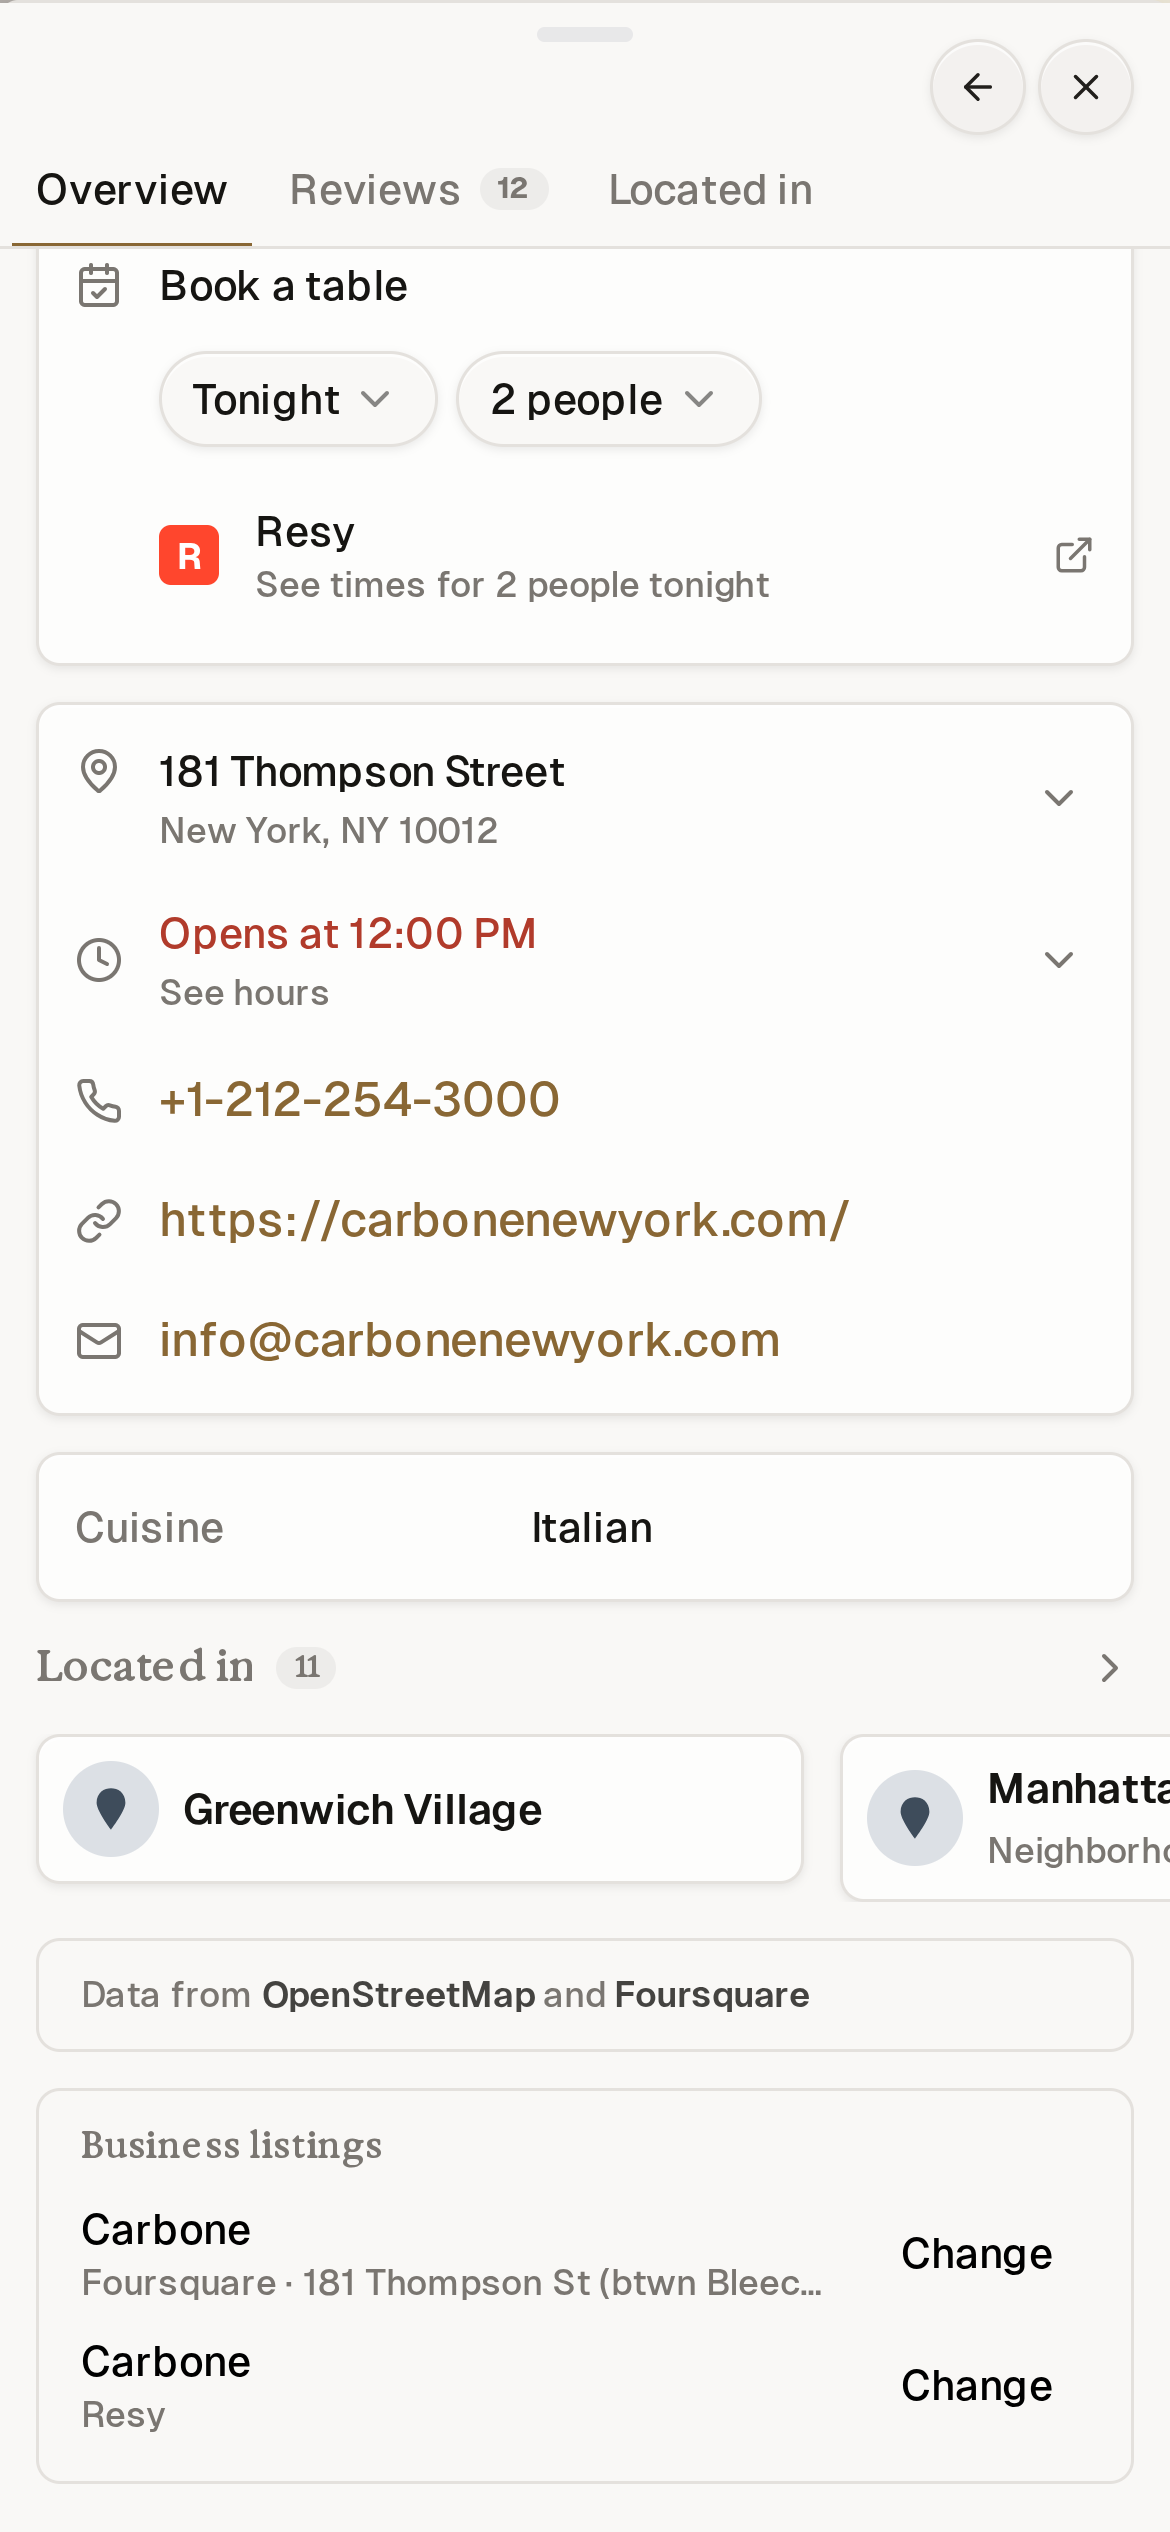 Overview
Reviews 12
Located in
Book a table
Tonight
2 people
R
Resy
See times for 2 people tonight
181 Thompson Street
New York, NY 10012
Opens at 12:00 PM
See hours
+1-212-254-3000
https://carbonenewyork.com/
info@carbonenewyork.com
Cuisine
Italian
Located in 11
Greenwich Village
Manhatta
Neighborho
Data from OpenStreetMap and Foursquare
Business listings
Carbone
Foursquare · 181 Thompson St (btwn Bleec...
Change
Carbone
Resy
Change